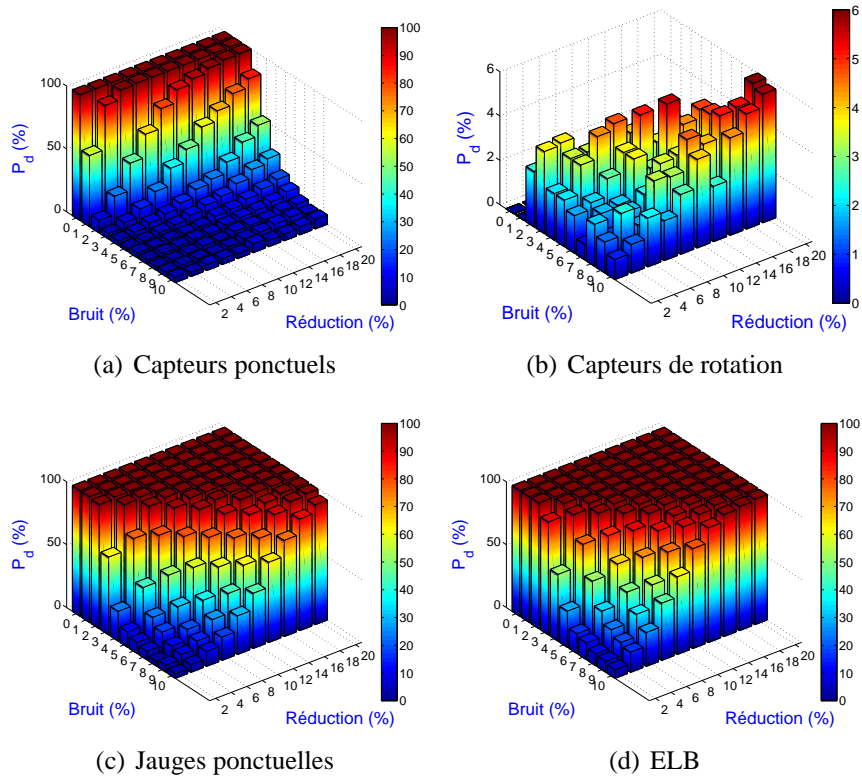 100
90
80
70
60
50
40
30
20
10
0
100
50
0
P_d (%)
0 1 2 3 4 5 6 7 8 9 10
Bruit (%)
2 4 6 8 10 12 14 16 18 20
Réduction (%)
(a) Capteurs ponctuels
6
5
4
3
2
1
0
6
4
2
0
P_d (%)
0 1 2 3 4 5 6 7 8 9 10
Bruit (%)
2 4 6 8 10 12 14 16 18 20
Réduction (%)
(b) Capteurs de rotation
100
90
80
70
60
50
40
30
20
10
0
100
50
0
P_d (%)
0 1 2 3 4 5 6 7 8 9 10
Bruit (%)
2 4 6 8 10 12 14 16 18 20
Réduction (%)
(c) Jauges ponctuelles
100
90
80
70
60
50
40
30
20
10
0
100
50
0
P_d (%)
0 1 2 3 4 5 6 7 8 9 10
Bruit (%)
2 4 6 8 10 12 14 16 18 20
Réduction (%)
(d) ELB